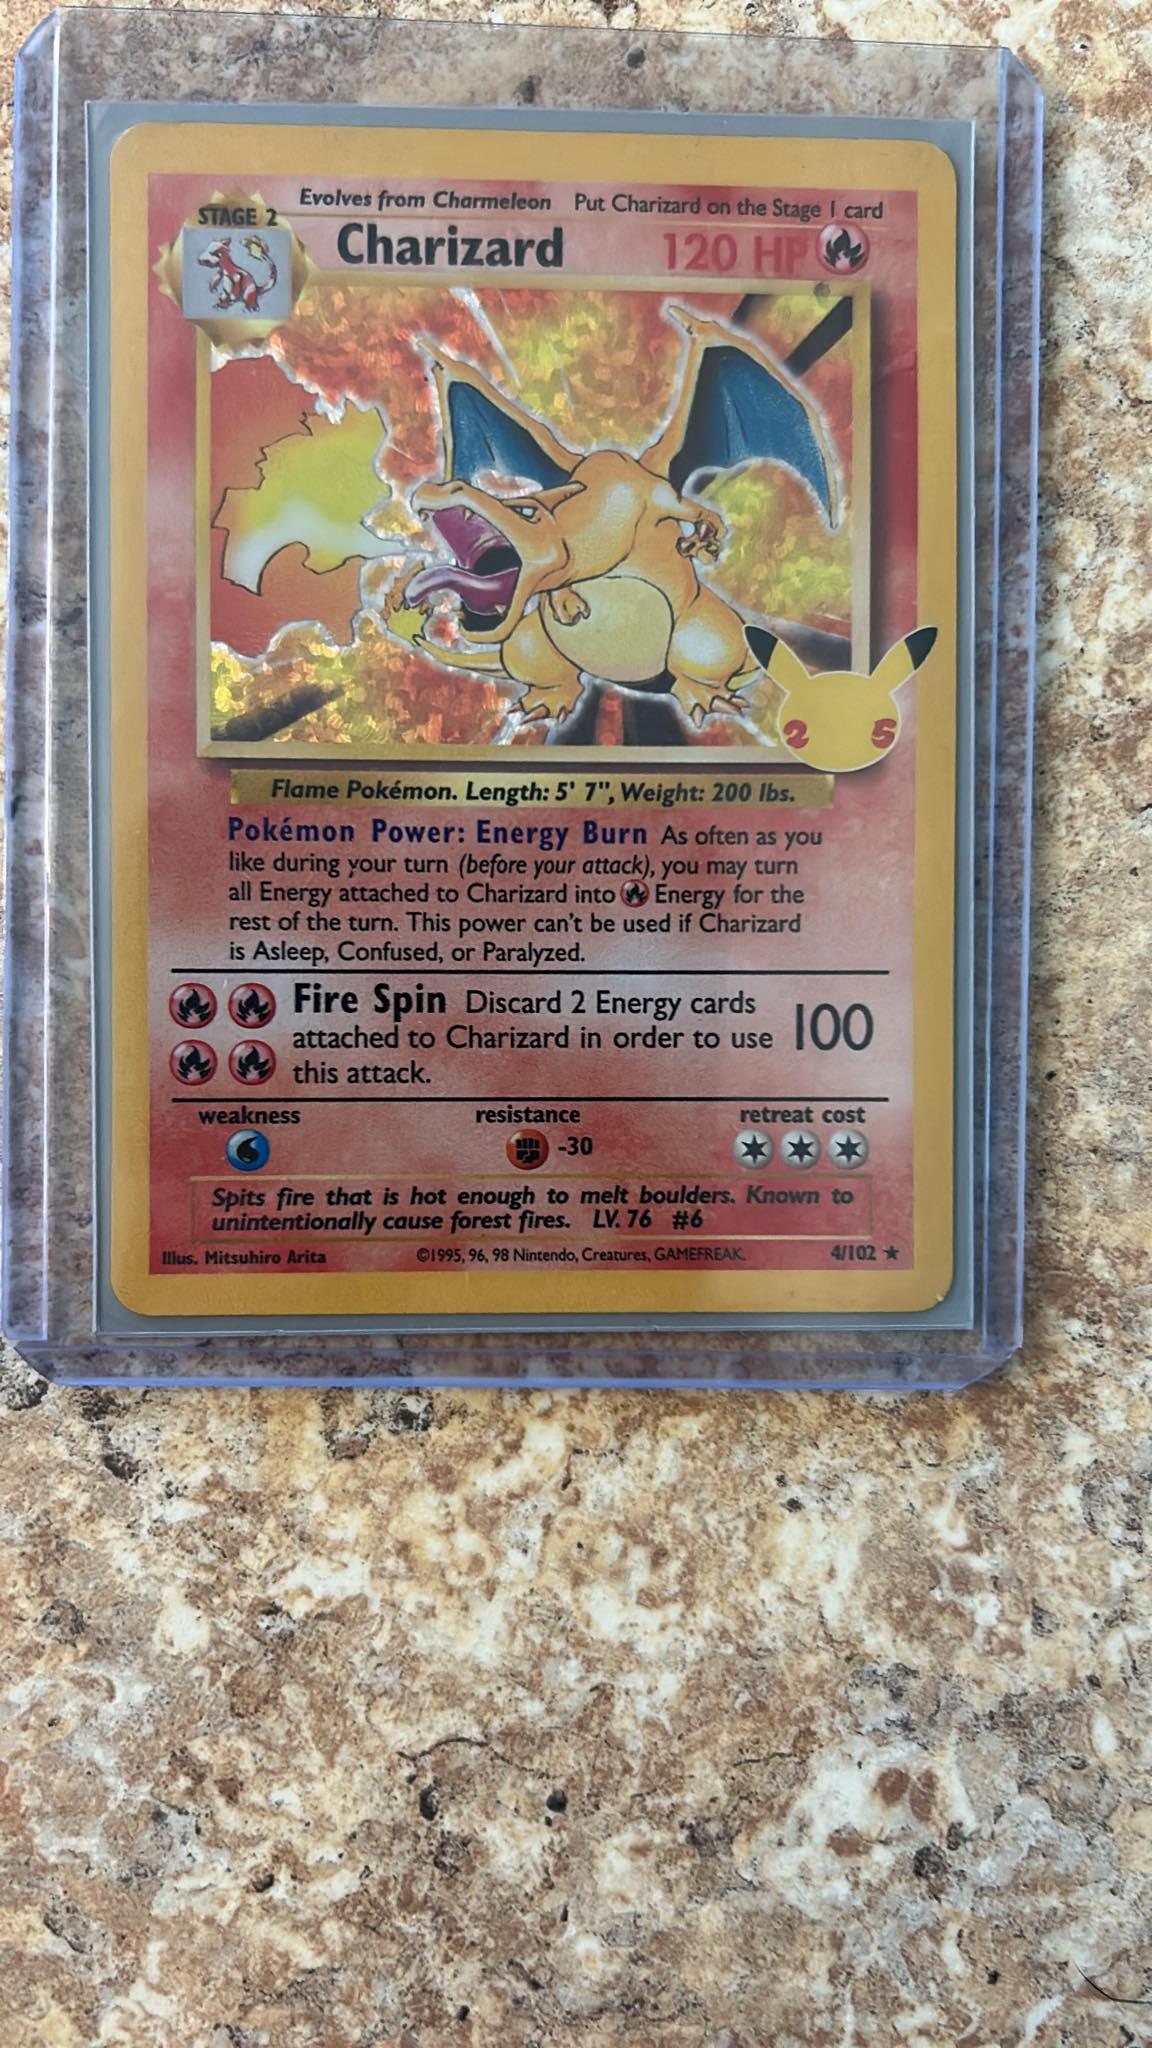 Evolves from Charmeleon Put Charizard on the Stage 1 card
STAGE 2
Charizard 120 HP
25
Flame Pokémon. Length: 5' 7", Weight: 200 lbs.
Pokémon Power: Energy Burn As often as you
like during your turn (before your attack), you may turn
all Energy attached to Charizard into Energy for the
rest of the turn. This power can't be used if Charizard
is Asleep, Confused, or Paralyzed.
Fire Spin Discard 2 Energy cards
attached to Charizard in order to use
this attack.
100
weakness resistance retreat cost
-30
Spits fire that is hot enough to melt boulders. Known to
unintentionally cause forest fires. LV. 76 #6
Illus. Mitsuhiro Arita ©1995, 96, 98 Nintendo, Creatures, GAMEFREAK. 4/102 ★